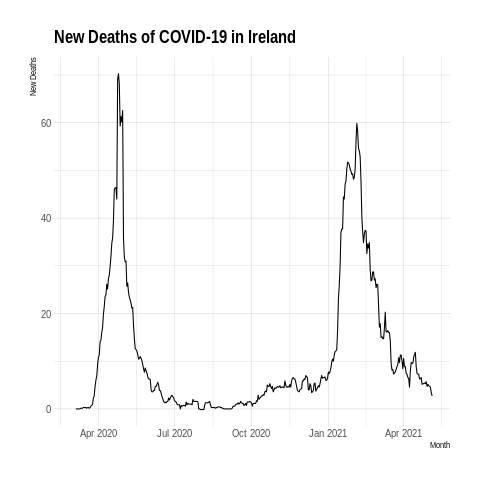 New Deaths of COVID-19 in Ireland
New Deaths
60
40
20
0
Apr 2020 Jul 2020 Oct 2020 Jan 2021 Apr 2021
Month